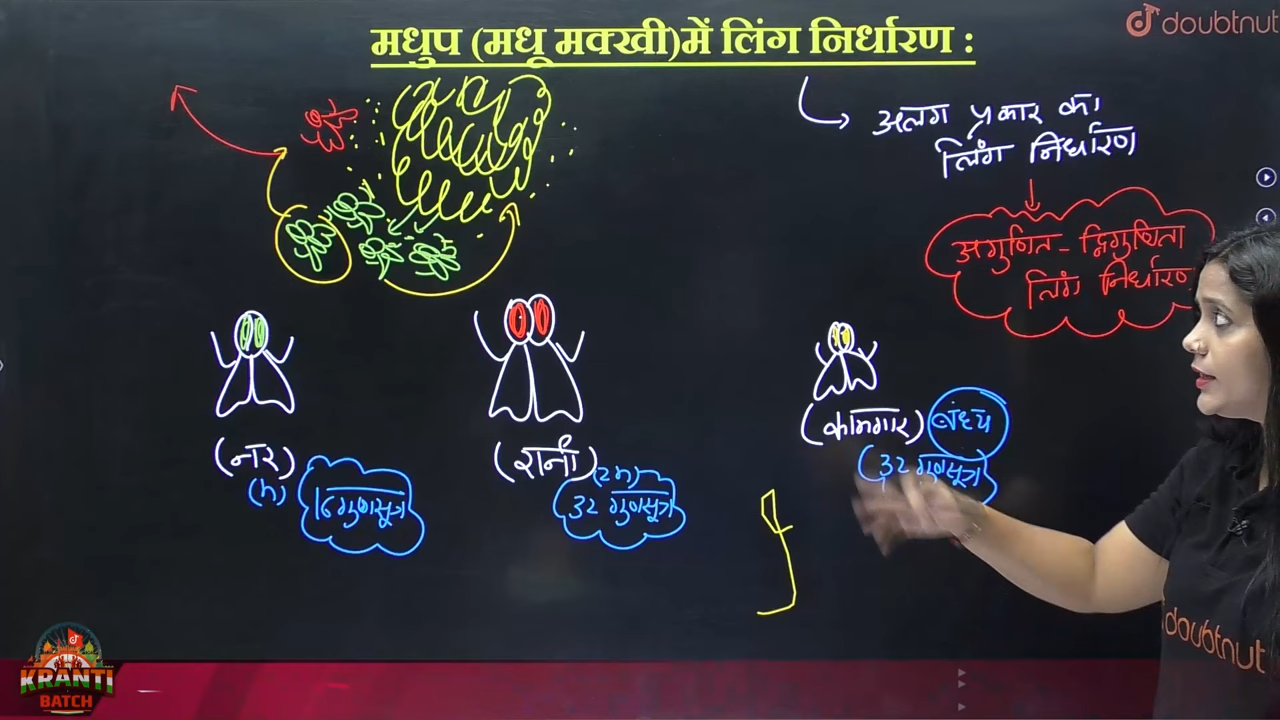 मधुप (मधू मक्खी)में लिंग निर्धारण :
doubtnut
अलग प्रकार का
लिंग निर्धारण
अगुणित - द्विगुणिता
लिंग निर्धारण
(नर)
(n)
16 गुणसूत्र
(रानी)
(2n)
32 गुणसूत्र
(कामगार)
बंध्य
32 गुणसूत्र
doubtnut
KRANTI
BATCH